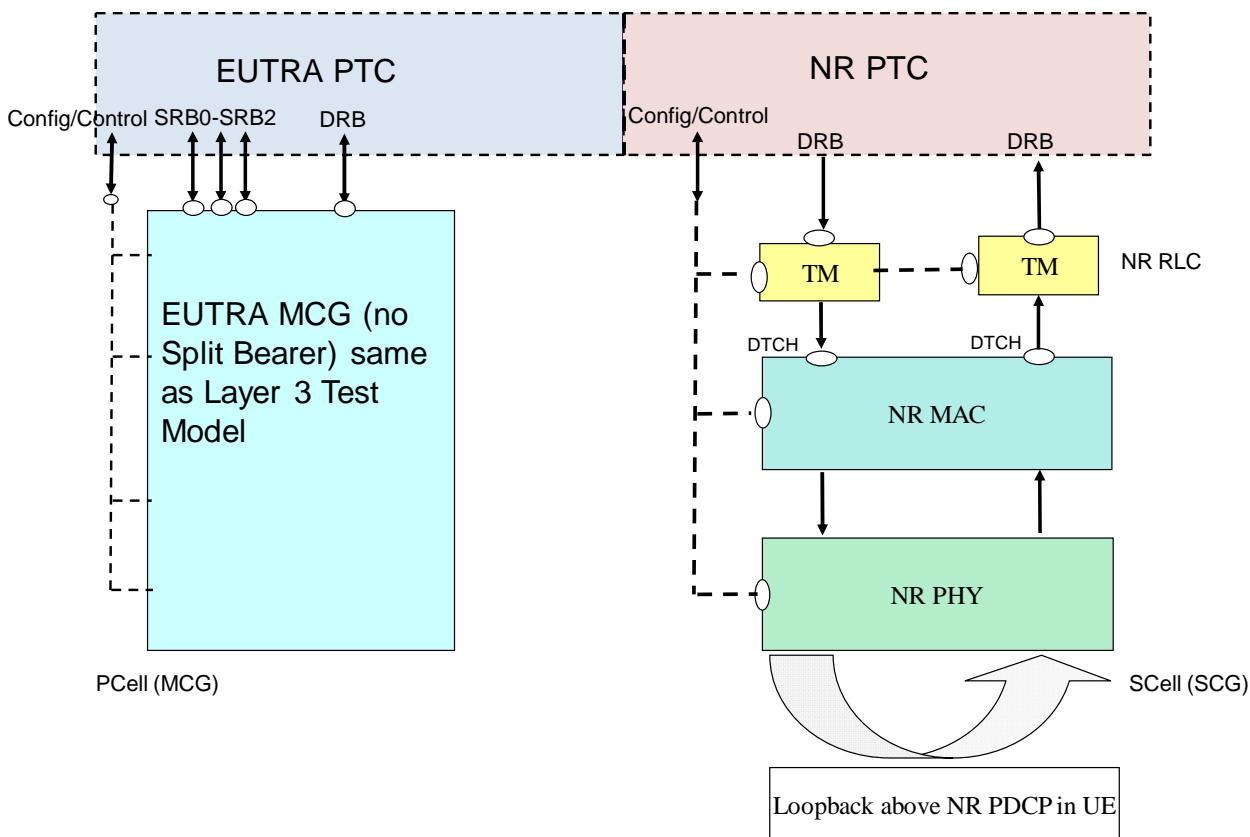 EUTRA PTC
NR PTC
Config/Control
SRB0-SRB2
DRB
Config/Control
DRB
DRB
TM
TM
NR RLC
DTCH
DTCH
EUTRA MCG (no
Split Bearer) same
as Layer 3 Test
Model
NR MAC
NR PHY
PCell (MCG)
SCell (SCG)
Loopback above NR PDCP in UE